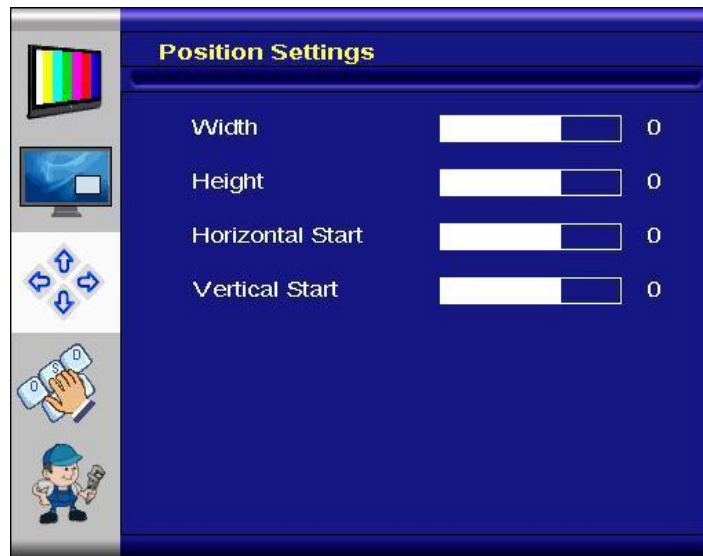 Position Settings
Width 0
Height 0
Horizontal Start 0
Vertical Start 0
O S D